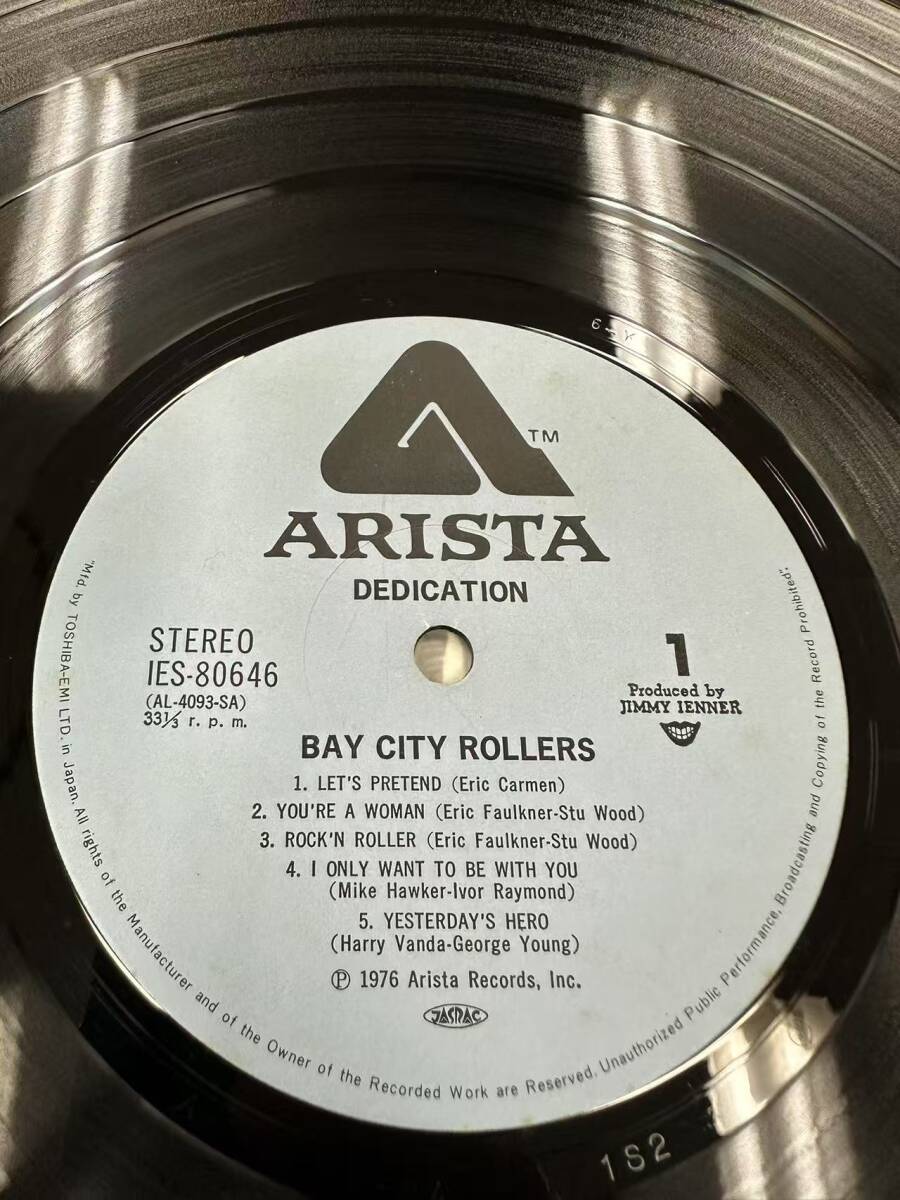 TM
ARISTA
DEDICATION
STEREO
IES-80646
(AL-4093-SA)
33 1/3 r. p. m.
1
Produced by
JIMMY IENNER
BAY CITY ROLLERS
1. LET'S PRETEND (Eric Carmen)
2. YOU'RE A WOMAN (Eric Faulkner-Stu Wood)
3. ROCK'N ROLLER (Eric Faulkner-Stu Wood)
4. I ONLY WANT TO BE WITH YOU
(Mike Hawker-Ivor Raymond)
5. YESTERDAY'S HERO
(Harry Vanda-George Young)
Ⓟ 1976 Arista Records, Inc.
JASRAC
"Mfd. by TOSHIBA-EMI LTD. in Japan. All rights of the Manufacturer and of the Owner of the Recorded Work are Reserved. Unauthorized Public Performance, Broadcasting and Copying of the Record Prohibited".
1S2